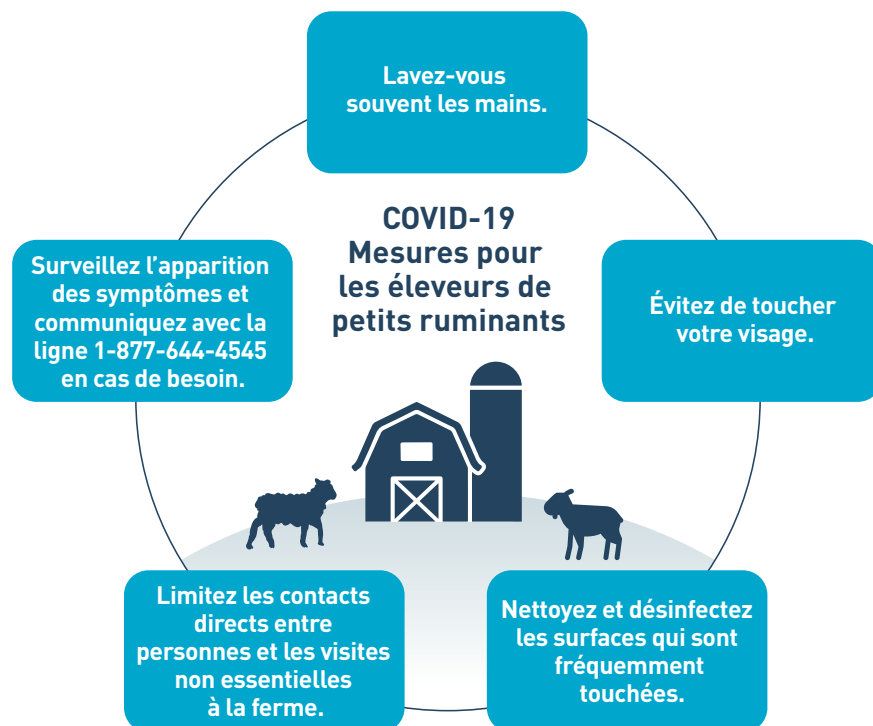 Lavez-vous
souvent les mains.
COVID-19
Mesures pour
les éleveurs de
petits ruminants
Surveillez l’apparition
des symptômes et
communiquez avec la
ligne 1-877-644-4545
en cas de besoin.
Évitez de toucher
votre visage.
Limitez les contacts
directs entre
personnes et les visites
non essentielles
à la ferme.
Nettoyez et désinfectez
les surfaces qui sont
fréquemment
touchées.